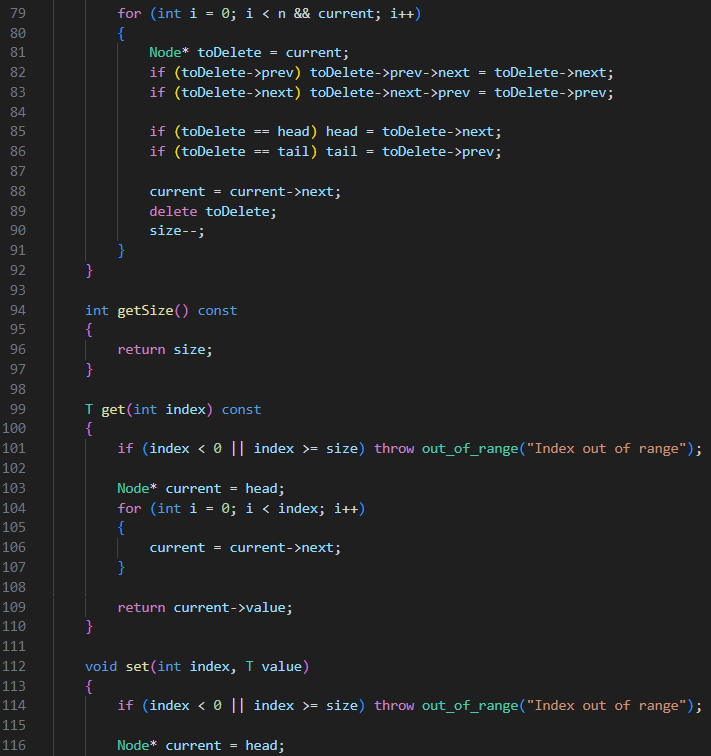 79 for (int i = 0; i < n && current; i++)
80 {
81 Node* toDelete = current;
82 if (toDelete->prev) toDelete->prev->next = toDelete->next;
83 if (toDelete->next) toDelete->next->prev = toDelete->prev;
84
85 if (toDelete == head) head = toDelete->next;
86 if (toDelete == tail) tail = toDelete->prev;
87
88 current = current->next;
89 delete toDelete;
90 size--;
91 }
92 }
93
94 int getSize() const
95 {
96 return size;
97 }
98
99 T get(int index) const
100 {
101 if (index < 0 || index >= size) throw out_of_range("Index out of range");
102
103 Node* current = head;
104 for (int i = 0; i < index; i++)
105 {
106 current = current->next;
107 }
108
109 return current->value;
110 }
111
112 void set(int index, T value)
113 {
114 if (index < 0 || index >= size) throw out_of_range("Index out of range");
115
116 Node* current = head;